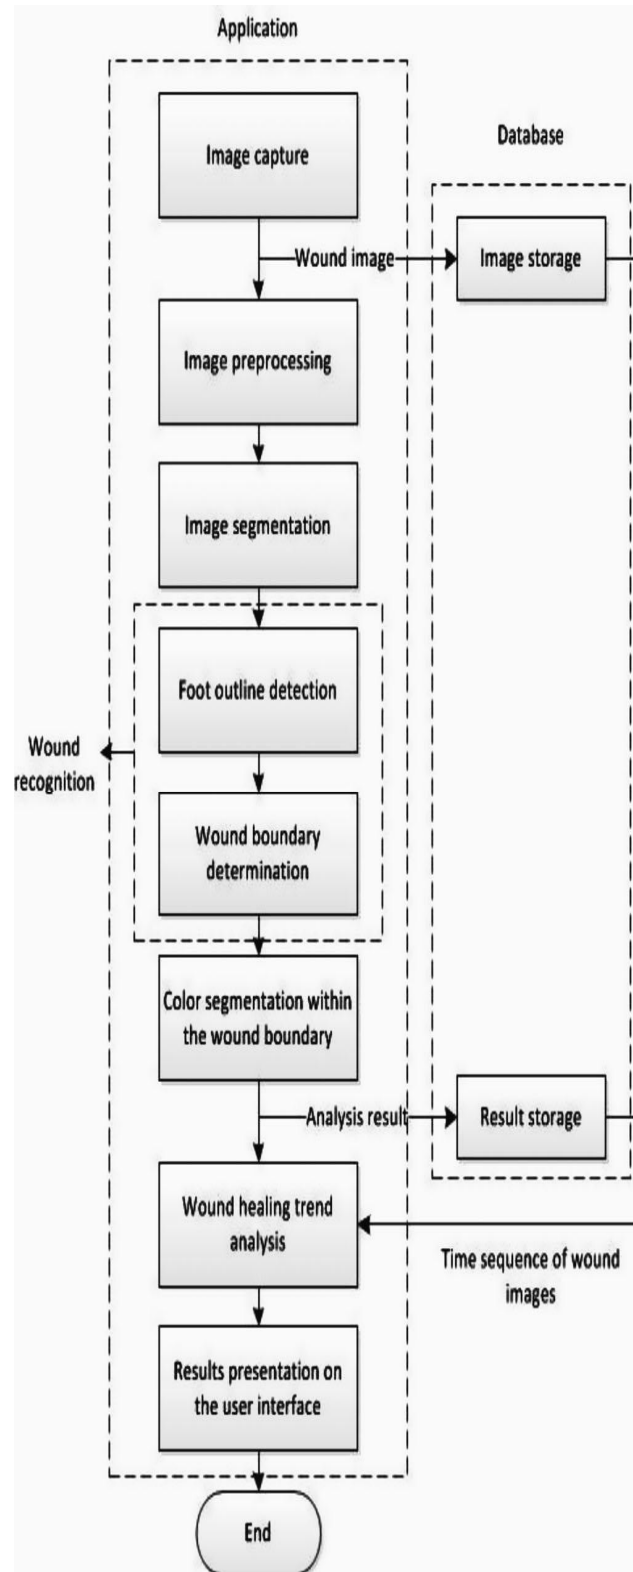 Application
Image capture
Database
Wound image
Image storage
Image preprocessing
Image segmentation
Foot outline detection
Wound
recognition
Wound boundary
determination
Color segmentation within
the wound boundary
Analysis result
Result storage
Wound healing trend
analysis
Time sequence of wound
images
Results presentation on
the user interface
End